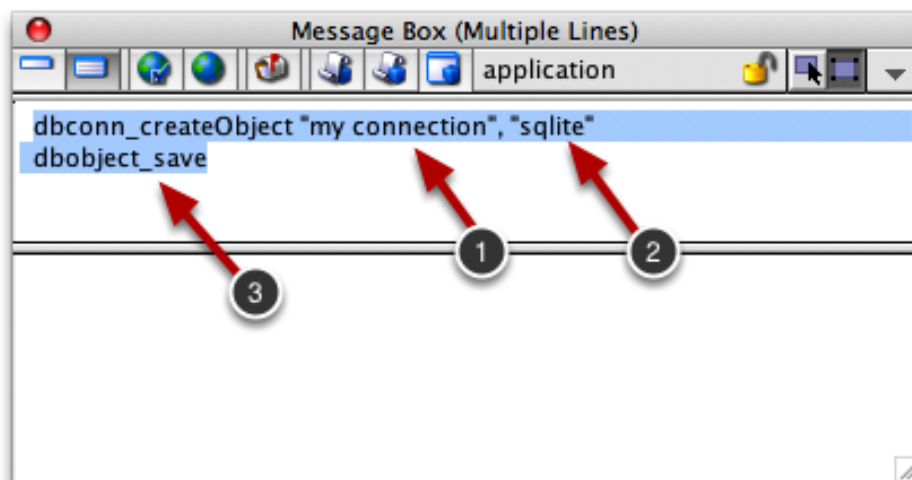 Message Box (Multiple Lines)
application
dbconn_createObject "my connection", "sqlite"
dbobject_save
1
2
3